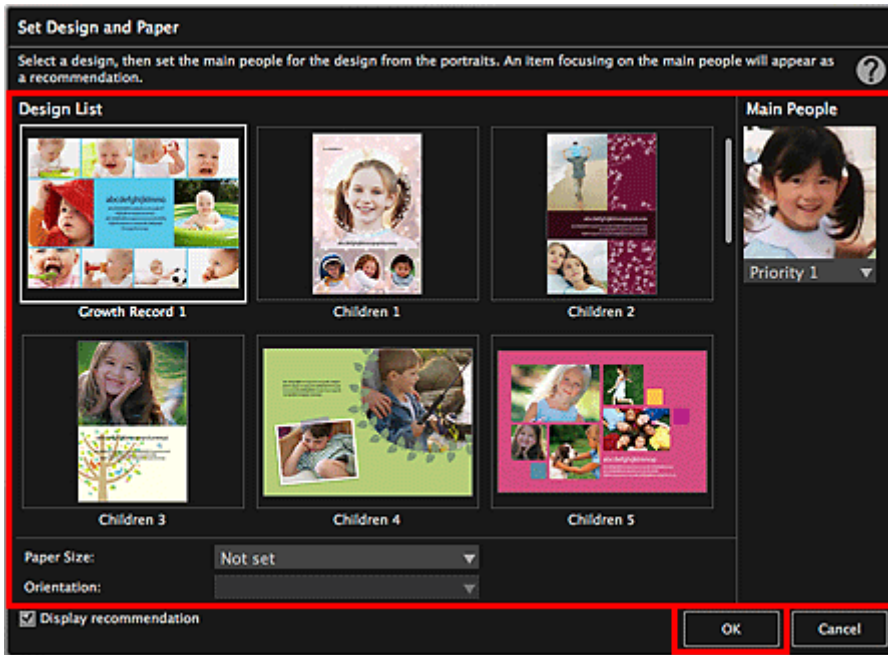 Set Design and Paper
Select a design, then set the main people for the design from the portraits. An item focusing on the main people will appear as
a recommendation.
?
Design List
Main People
abcdefghijklmnop
Priority 1
Growth Record 1
Children 1
Children 2
Children 3
Children 4
Children 5
Paper Size:
Not set
Orientation:
Display recommendation
OK
Cancel